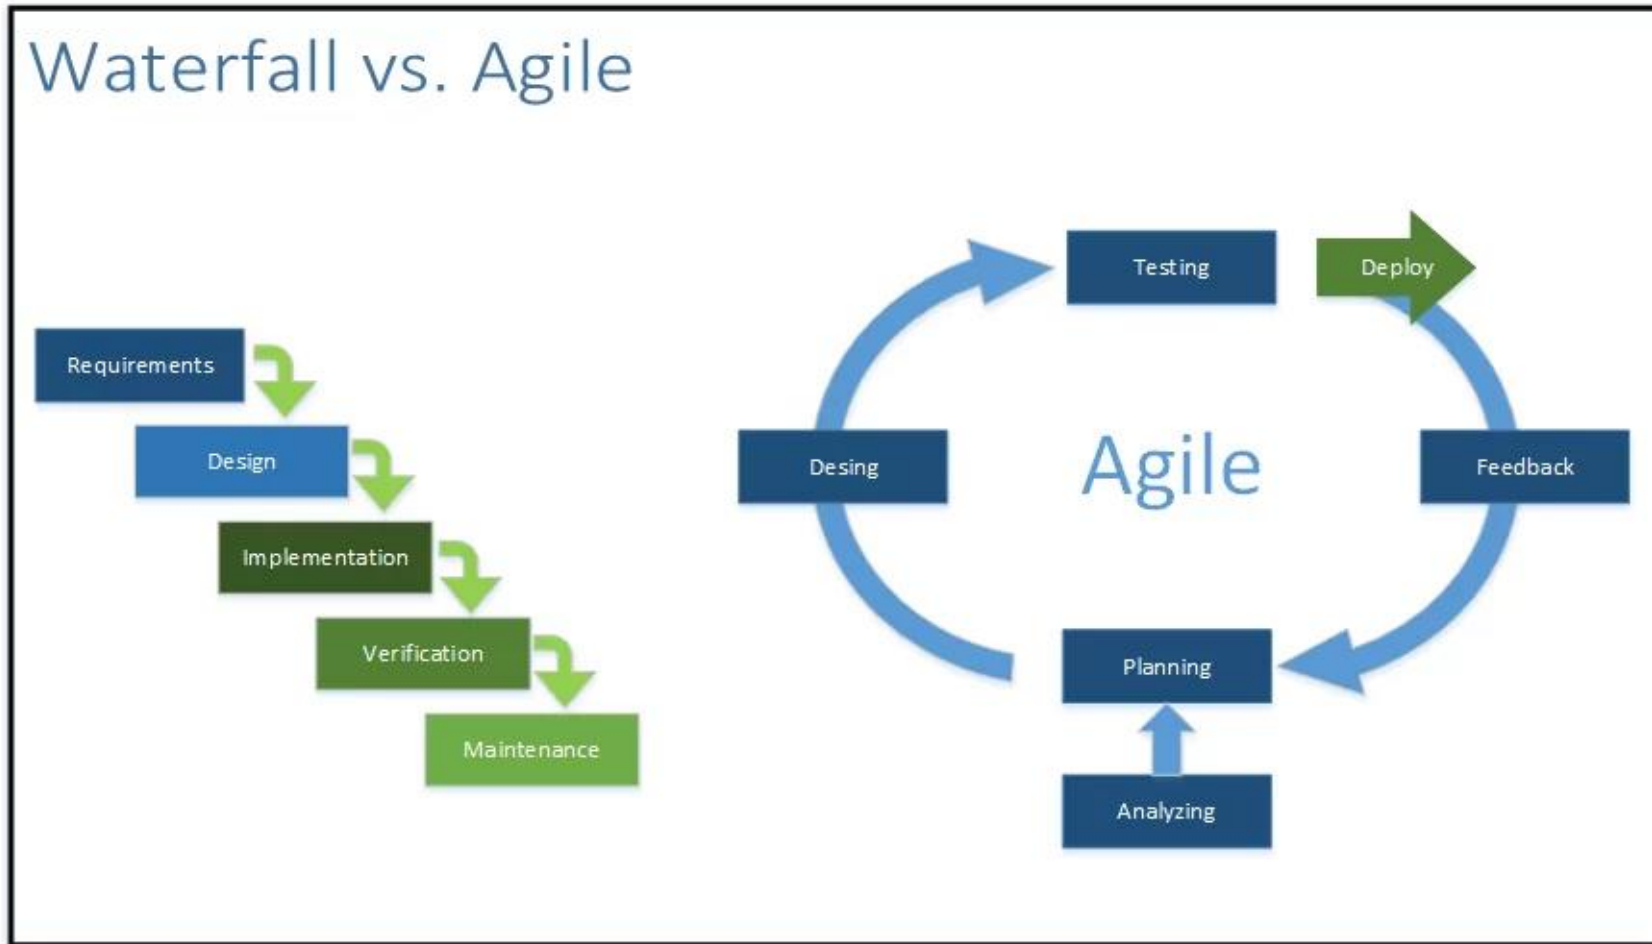 Waterfall vs. Agile
Requirements
Design
Implementation
Verification
Maintenance
Testing
Deploy
Desing
Agile
Feedback
Planning
Analyzing